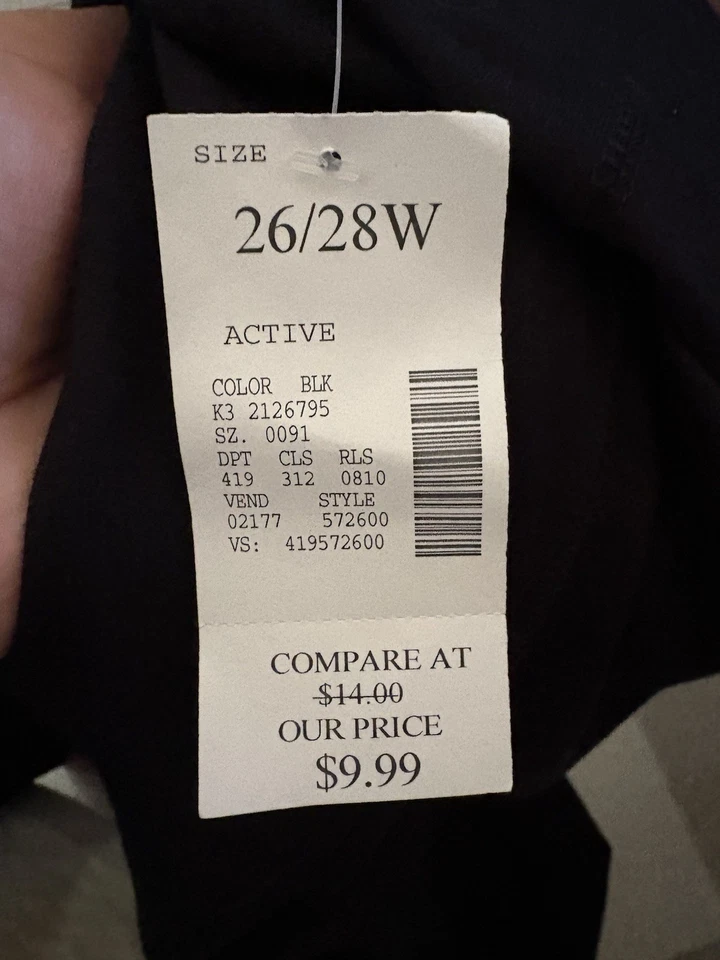 SIZE
26/28W
ACTIVE
COLOR BLK
K3 2126795
SZ. 0091
DPT CLS RLS
419 312 0810
VEND STYLE
02177 572600
VS: 419572600
COMPARE AT
$14.00
OUR PRICE
$9.99